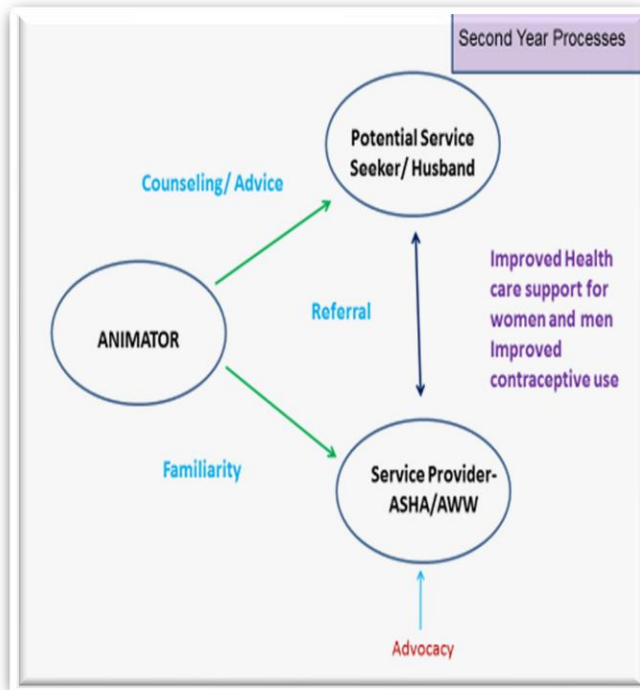 Second Year Processes
Potential Service
Seeker/ Husband
Counseling/ Advice
Improved Health
care support for
women and men
Improved
contraceptive use
Referral
ANIMATOR
Familiarity
Service Provider-
ASHA/AWW
Advocacy